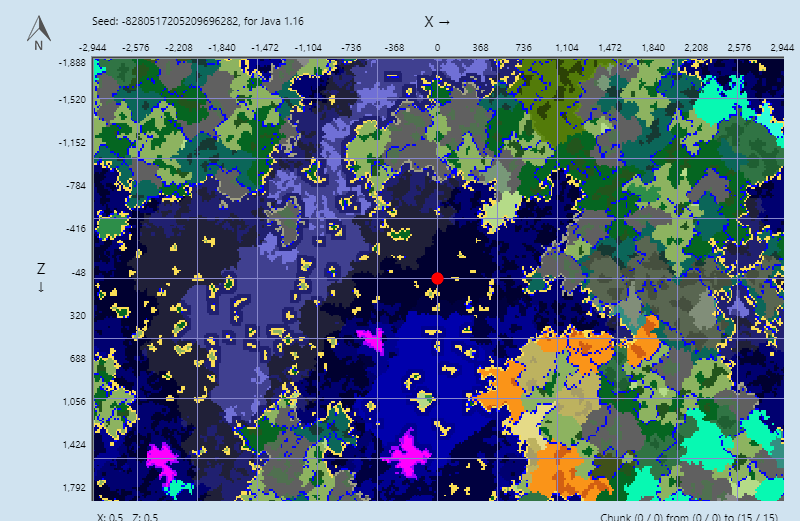 Seed: -8280517205209696282, for Java 1.16
X →
N
-2,944 -2,576 -2,208 -1,840 -1,472 -1,104 -736 -368 0 368 736 1,104 1,472 1,840 2,208 2,576 2,944
-1.888
-1,520
-1,152
-784
-416
Z
-48
↓
320
688
1,056
1,424
1,792
X: 0.5 Z: 0.5
Chunk (0 / 0) from (0 / 0) to (15 / 15)